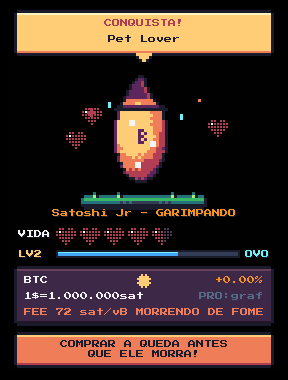 CONQUISTA!
Pet Lover
Satoshi Jr - GARIMPANDO
VIDA
LV2 OVO
BTC +0.00%
1$=1.000.000sat PRO:graf
FEE 72 sat/vB MORRENDO DE FOME
COMPRAR A QUEDA ANTES
QUE ELE MORRA!